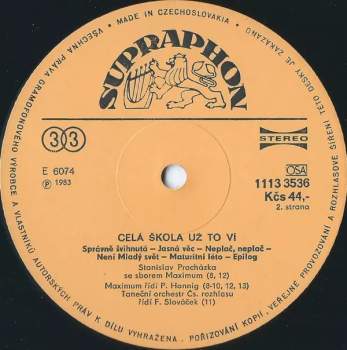 MADE IN CZECHOSLOVAKIA
VŠECHNA PRÁVA GRAMOFONOVÉHO VÝROBCE A VLASTNÍKŮ AUTORSKÝCH PRÁV K DÍLU VYHRAŽENA. POŘIZOVÁNÍ KOPIÍ, VEŘEJNÉ PROVOZOVÁNÍ A ROZHLASOVÉ ŠÍŘENÍ TÉTO DESKY JE ZAKÁZÁNO
SUPRAPHON
33
STEREO
E 6074
℗ 1983
OSA
1113 3536
Kčs 44,-
2. strana
CELÁ ŠKOLA UŽ TO VÍ
Správně švihnutá – Jasná věc – Neplač, neplač –
Není Mladý svět – Maturitní léto – Epilog
Stanislav Procházka
se sborem Maximum (8, 12)
Maximum řídí P. Hannig (8-10, 12, 13)
Taneční orchestr Čs. rozhlasu
řídí F. Slováček (11)